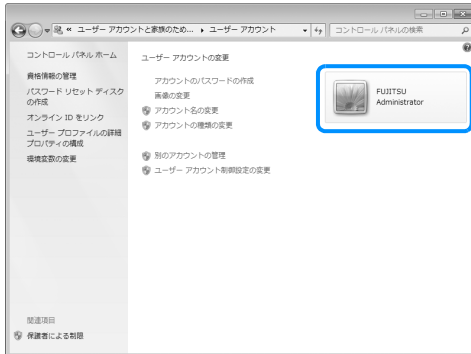 « ユーザー アカウントと家族のため... ▸ ユーザー アカウント
コントロール パネルの検索
コントロール パネル ホーム
資格情報の管理
パスワード リセット ディスク
の作成
オンライン ID をリンク
ユーザー プロファイルの詳細
プロパティの構成
環境変数の変更
関連項目
保護者による制限
ユーザー アカウントの変更
アカウントのパスワードの作成
画像の変更
アカウント名の変更
アカウントの種類の変更
別のアカウントの管理
ユーザー アカウント制御設定の変更
FUJITSU
Administrator